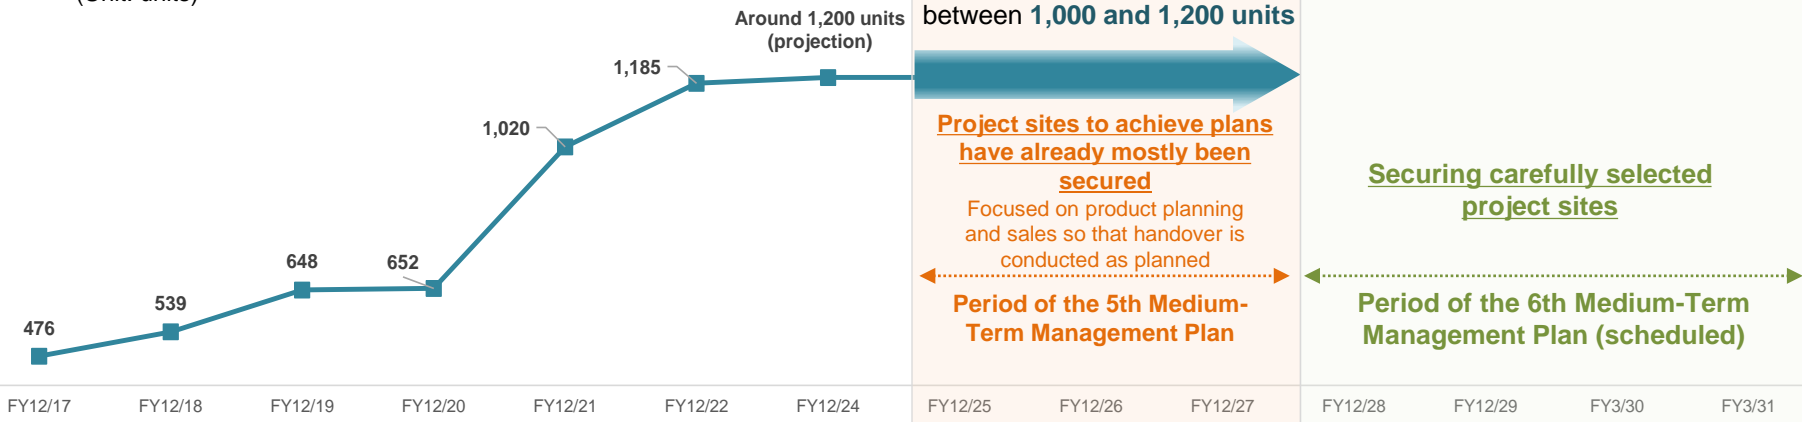 (Unit: units)
Around 1,200 units
(projection)
between 1,000 and 1,200 units
1,185
1,020
648
652
539
476
Project sites to achieve plans
have already mostly been
secured
Focused on product planning
and sales so that handover is
conducted as planned
Period of the 5th Medium-
Term Management Plan
Securing carefully selected
project sites
Period of the 6th Medium-Term
Management Plan (scheduled)
FY12/17
FY12/18
FY12/19
FY12/20
FY12/21
FY12/22
FY12/24
FY12/25
FY12/26
FY12/27
FY12/28
FY12/29
FY3/30
FY3/31